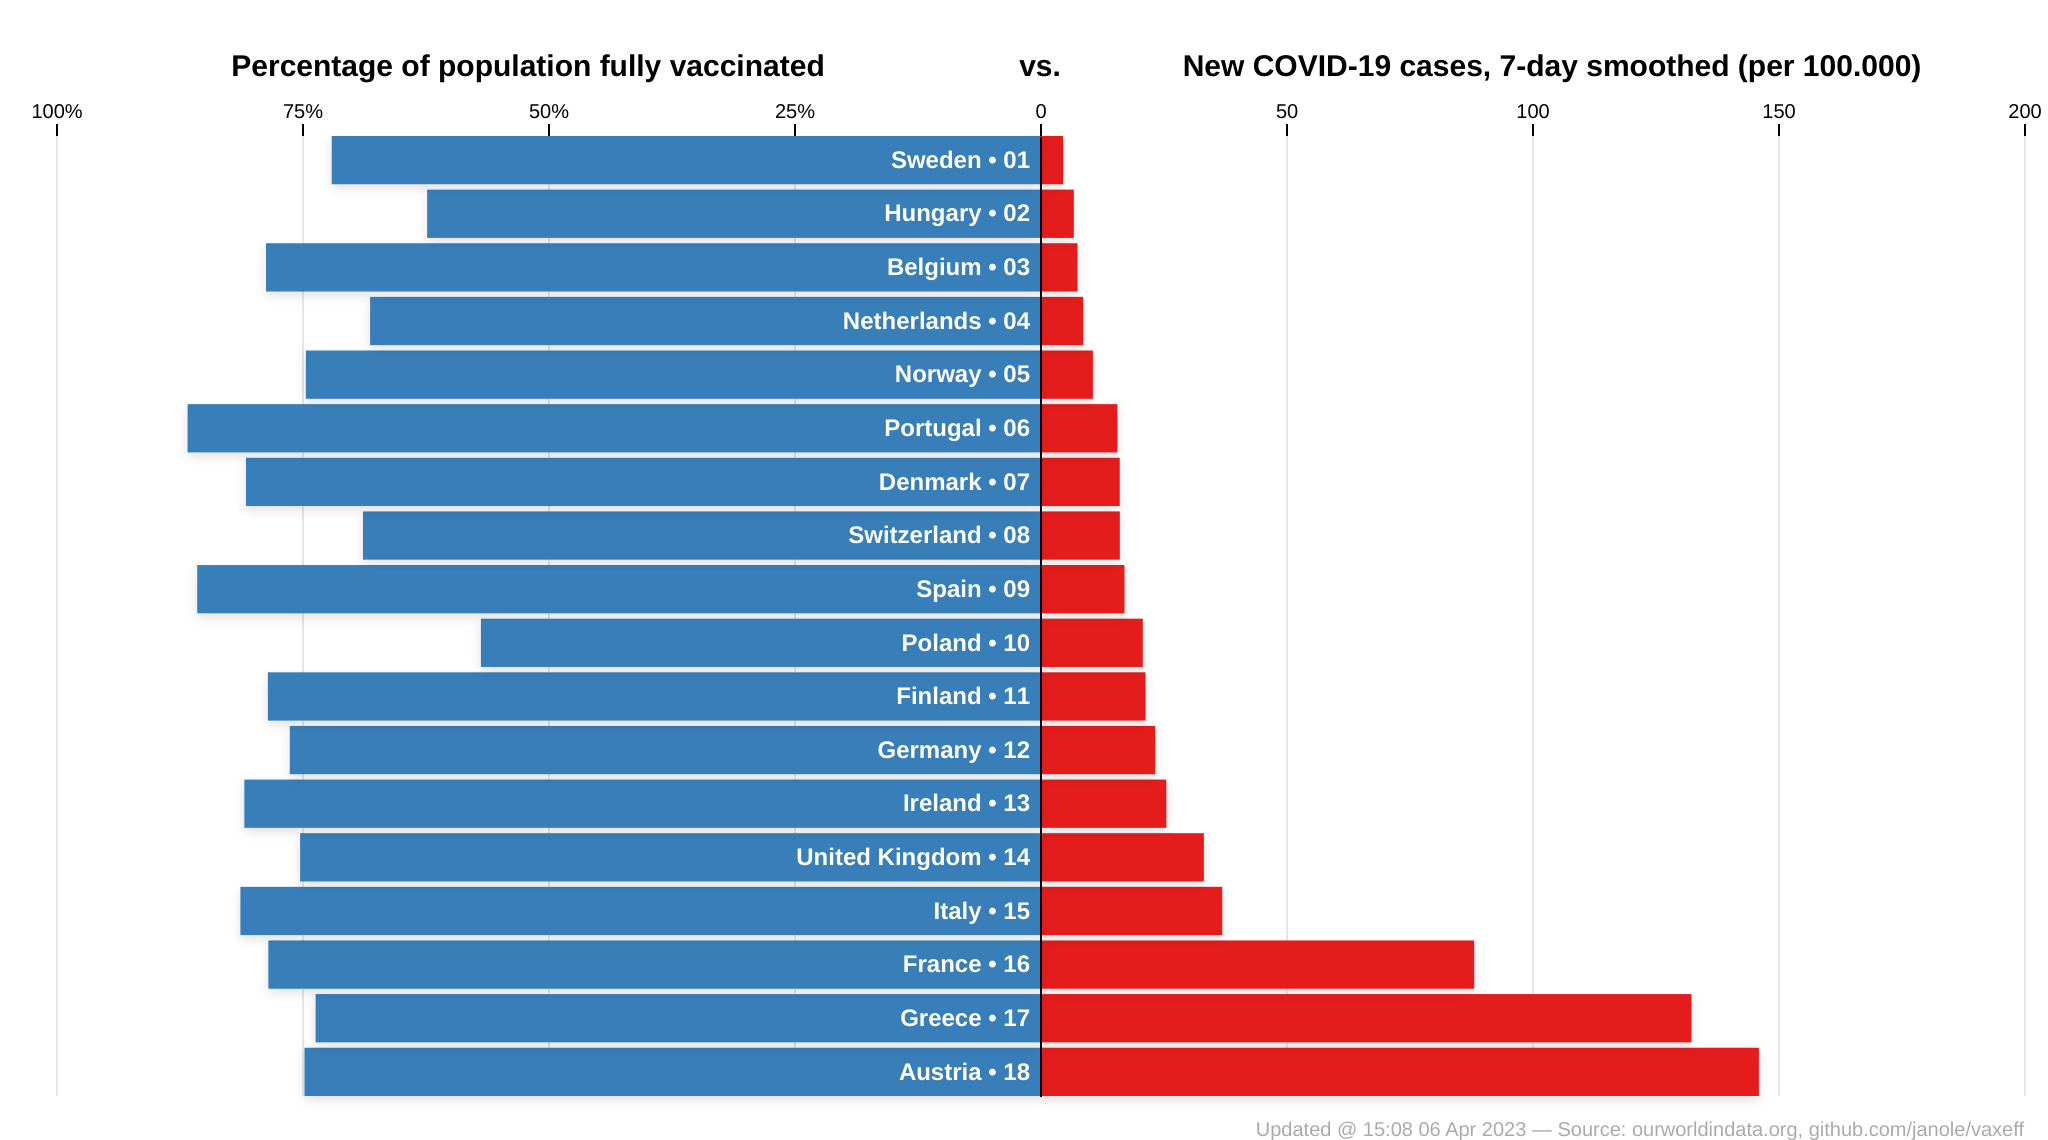 Percentage of population fully vaccinated vs. New COVID-19 cases, 7-day smoothed (per 100.000)
100% 75% 50% 25% 0 50 100 150 200
Sweden • 01
Hungary • 02
Belgium • 03
Netherlands • 04
Norway • 05
Portugal • 06
Denmark • 07
Switzerland • 08
Spain • 09
Poland • 10
Finland • 11
Germany • 12
Ireland • 13
United Kingdom • 14
Italy • 15
France • 16
Greece • 17
Austria • 18
Updated @ 15:08 06 Apr 2023 — Source: ourworldindata.org, github.com/janole/vaxeff